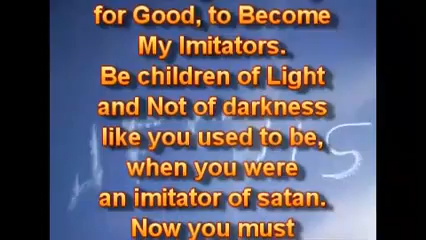 for Good, to Become
My Imitators.
Be children of Light
and Not of darkness
like you used to be,
when you were
an imitator of satan.
Now you must